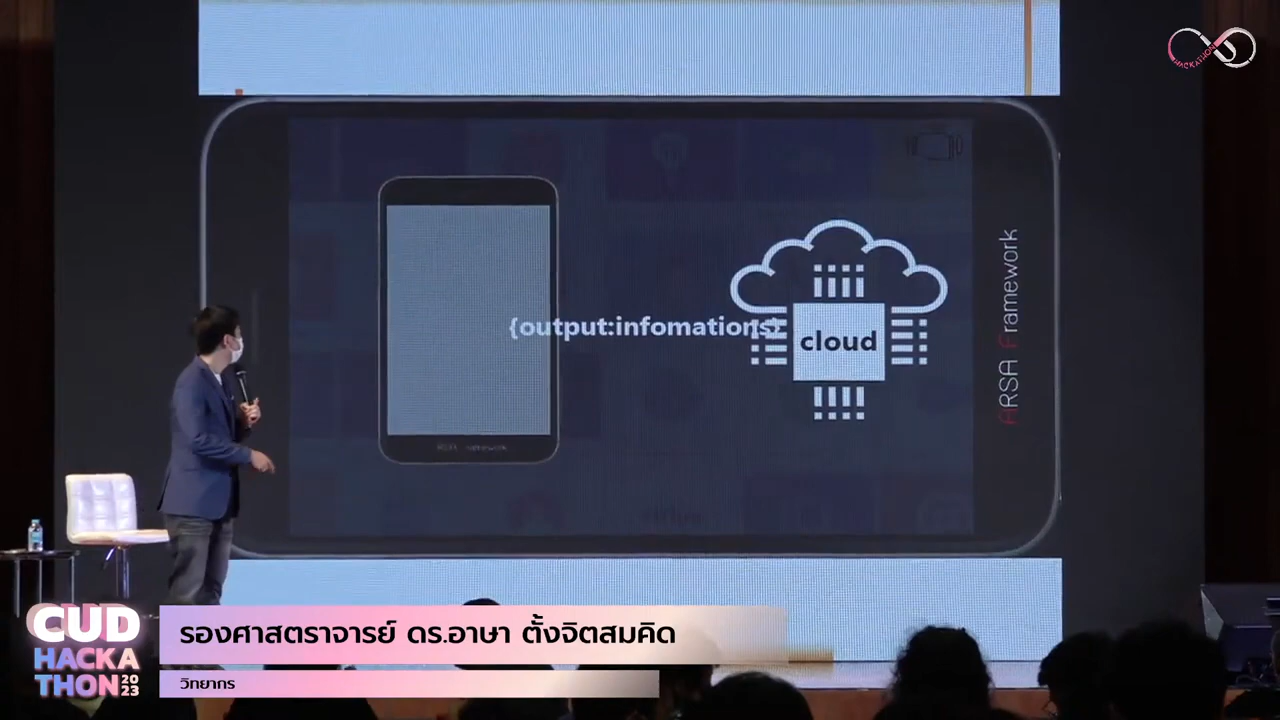 HACKATHON
{output:infomations}
cloud
ARSA Framework
CUD
HACKA
THON 2023
รองศาสตราจารย์ ดร.อาษา ตั้งจิตสมคิด
วิทยากร